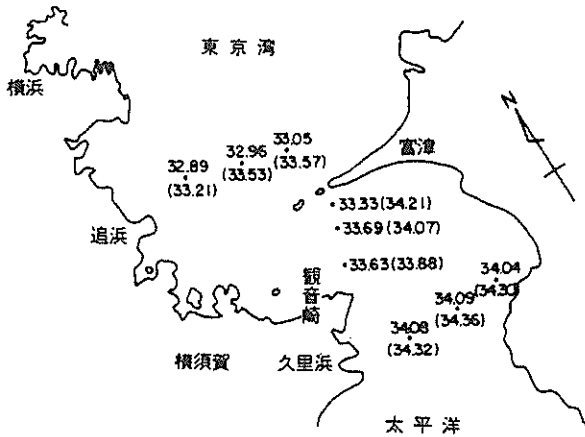 東京湾
横浜
N
富津
33.05
(33.57)
32.96
(33.53)
32.89
(33.21)
33.33(34.21)
33.69(34.07)
追浜
33.63(33.88)
観音崎
34.04
(34.30)
34.09
(34.36)
34.08
(34.32)
横須賀
久里浜
太平洋